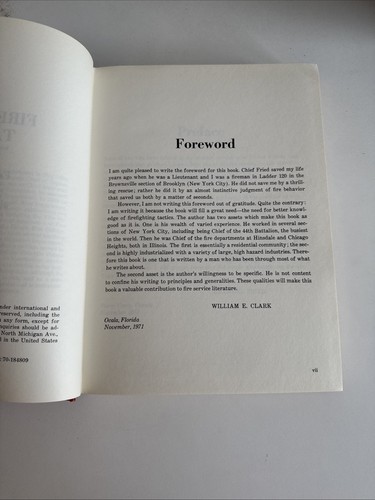 FIRE
T
nder international and
eserved, including the
n any form, except for
nquiries should be ad-
North Michigan Ave.,
d in the United States
70-184809
Foreword
I am quite pleased to write the foreword for this book. Chief Fried saved my life
years ago when he was a Lieutenant and I was a fireman in Ladder 120 in the
Brownsville section of Brooklyn (New York City). He did not save me by a thrill-
ing rescue; rather he did it by an almost instinctive judgment of fire behavior
that saved us both by a matter of seconds.
However, I am not writing this foreword out of gratitude. Quite the contrary:
I am writing it because the book will fill a great need—the need for better knowl-
edge of firefighting tactics. The author has two assets which make this book as
good as it is. One is his wealth of varied experience. He worked in several sec-
tions of New York City, including being Chief of the 44th Battalion, the busiest
in the world. Then he was Chief of the fire departments at Hinsdale and Chicago
Heights, both in Illinois. The first is essentially a residential community; the sec-
ond is highly industrialized with a variety of large, high hazard industries. There-
fore this book is one that is written by a man who has been through most of what
he writes about.
The second asset is the author's willingness to be specific. He is not content
to confine his writing to principles and generalities. These qualities will make this
book a valuable contribution to fire service literature.
WILLIAM E. CLARK
Ocala, Florida
November, 1971
vii